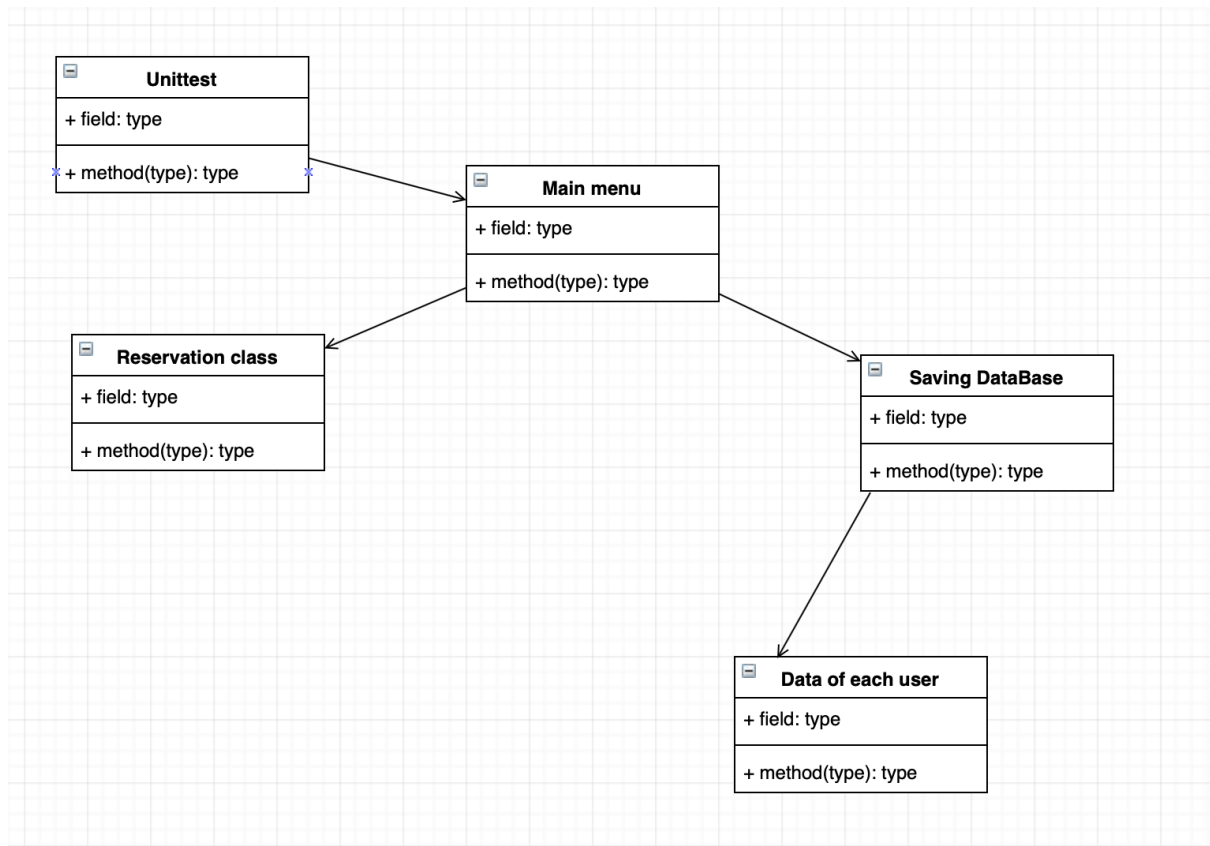 Unittest
+ field: type
+ method(type): type
Main menu
+ field: type
+ method(type): type
Reservation class
+ field: type
+ method(type): type
Saving DataBase
+ field: type
+ method(type): type
Data of each user
+ field: type
+ method(type): type